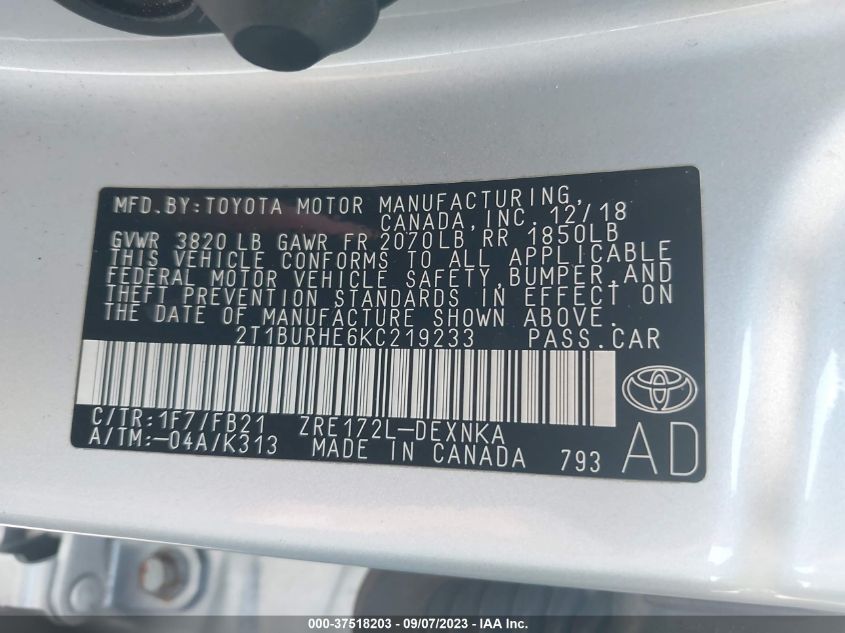 MFD.BY:TOYOTA MOTOR MANUFACTURING,
CANADA,INC. 12/18
GVWR 3820 LB GAWR FR 2070LB RR 1850LB
THIS VEHICLE CONFORMS TO ALL APPLICABLE
FEDERAL MOTOR VEHICLE SAFETY,BUMPER,AND
THEFT PREVENTION STANDARDS IN EFFECT ON
THE DATE OF MANUFACTURE SHOWN ABOVE.
2T1BURHE6KC219233 PASS.CAR
C/TR:1F7/FB21 ZRE172L-DEXNKA
A/TM:-04A/K313 MADE IN CANADA 793
AD
000-37518203 - 09/07/2023 - IAA Inc.